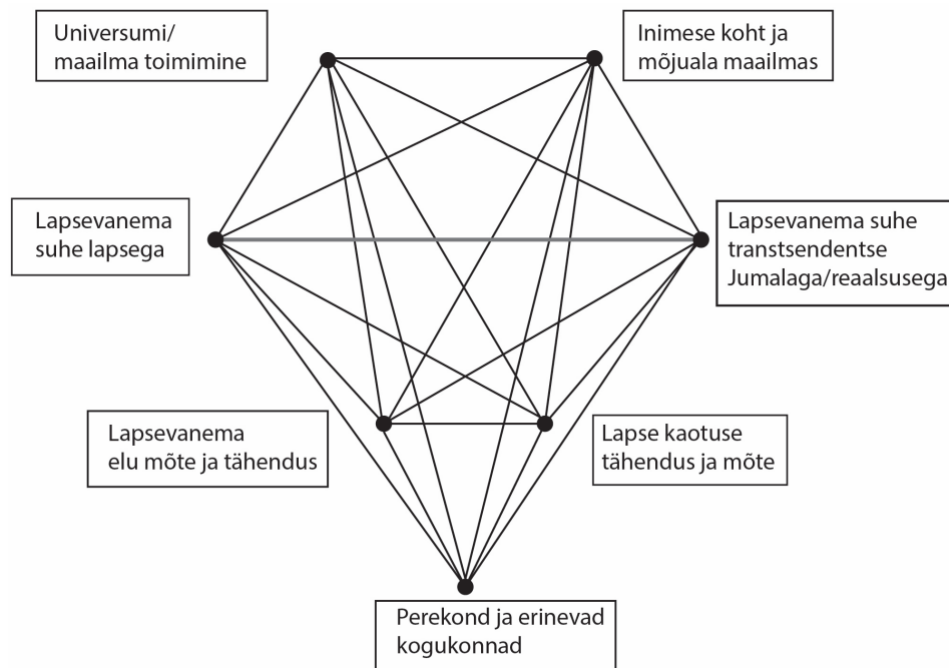 Universumi/
maailma toimimine
Inimese koht ja
mõjuala maailmas
Lapsevanema
suhe lapsega
Lapsevanema suhe
transtsendentse
Jumalaga/reaalsusega
Lapsevanema
elu mõte ja tähendus
Lapse kaotuse
tähendus ja mõte
Perekond ja erinevad
kogukonnad